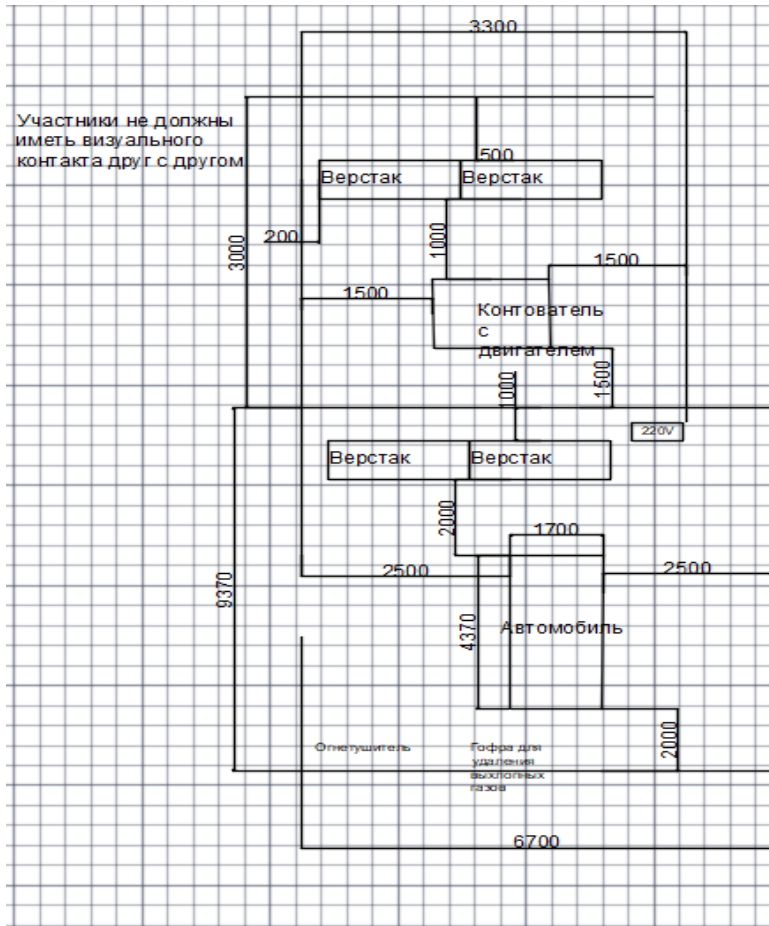 3300
Участники не должны
иметь визуального
контакта друг с другом
500
Верстак
Верстак
200
3000
1000
1500
1500
Контователь
с
двигателем
1000
1500
220V
Верстак
Верстак
2000
1700
2500
2500
9370
4370
Автомобиль
2000
Огнетушитель
Гофра для
удаления
выхлопных
газов
6700